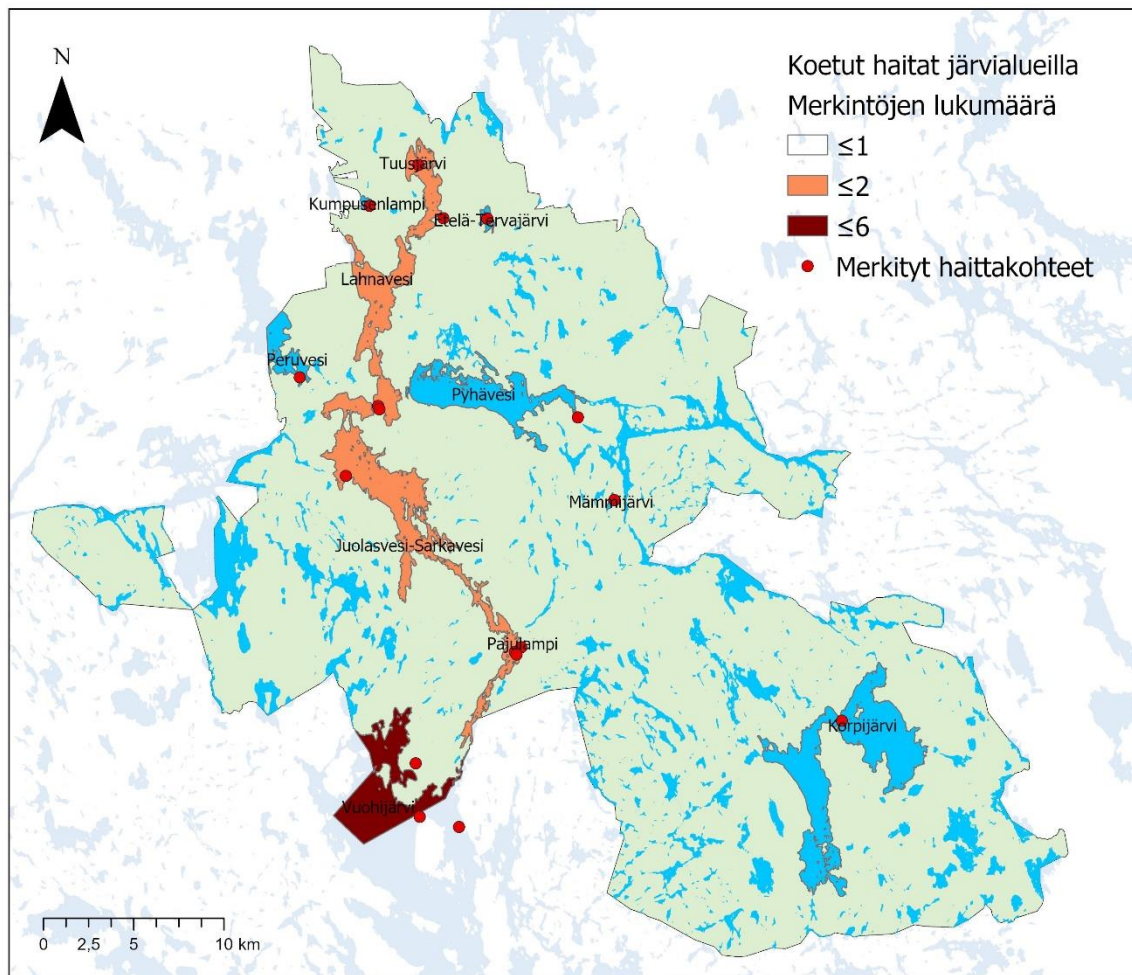 N
Koetut haitat järvialueilla
Merkintöjen lukumäärä
≤1
≤2
≤6
Merkityt haittakohteet
Tuusjärvi
Kumpusenlampi
Etelä-Tervajärvi
Lahnavesi
Peruvesi
Pyhävesi
Mämmijärvi
Juolasvesi-Sarkavesi
Pajulampi
Korpijärvi
Vuohijärvi
0 2,5 5 10 km